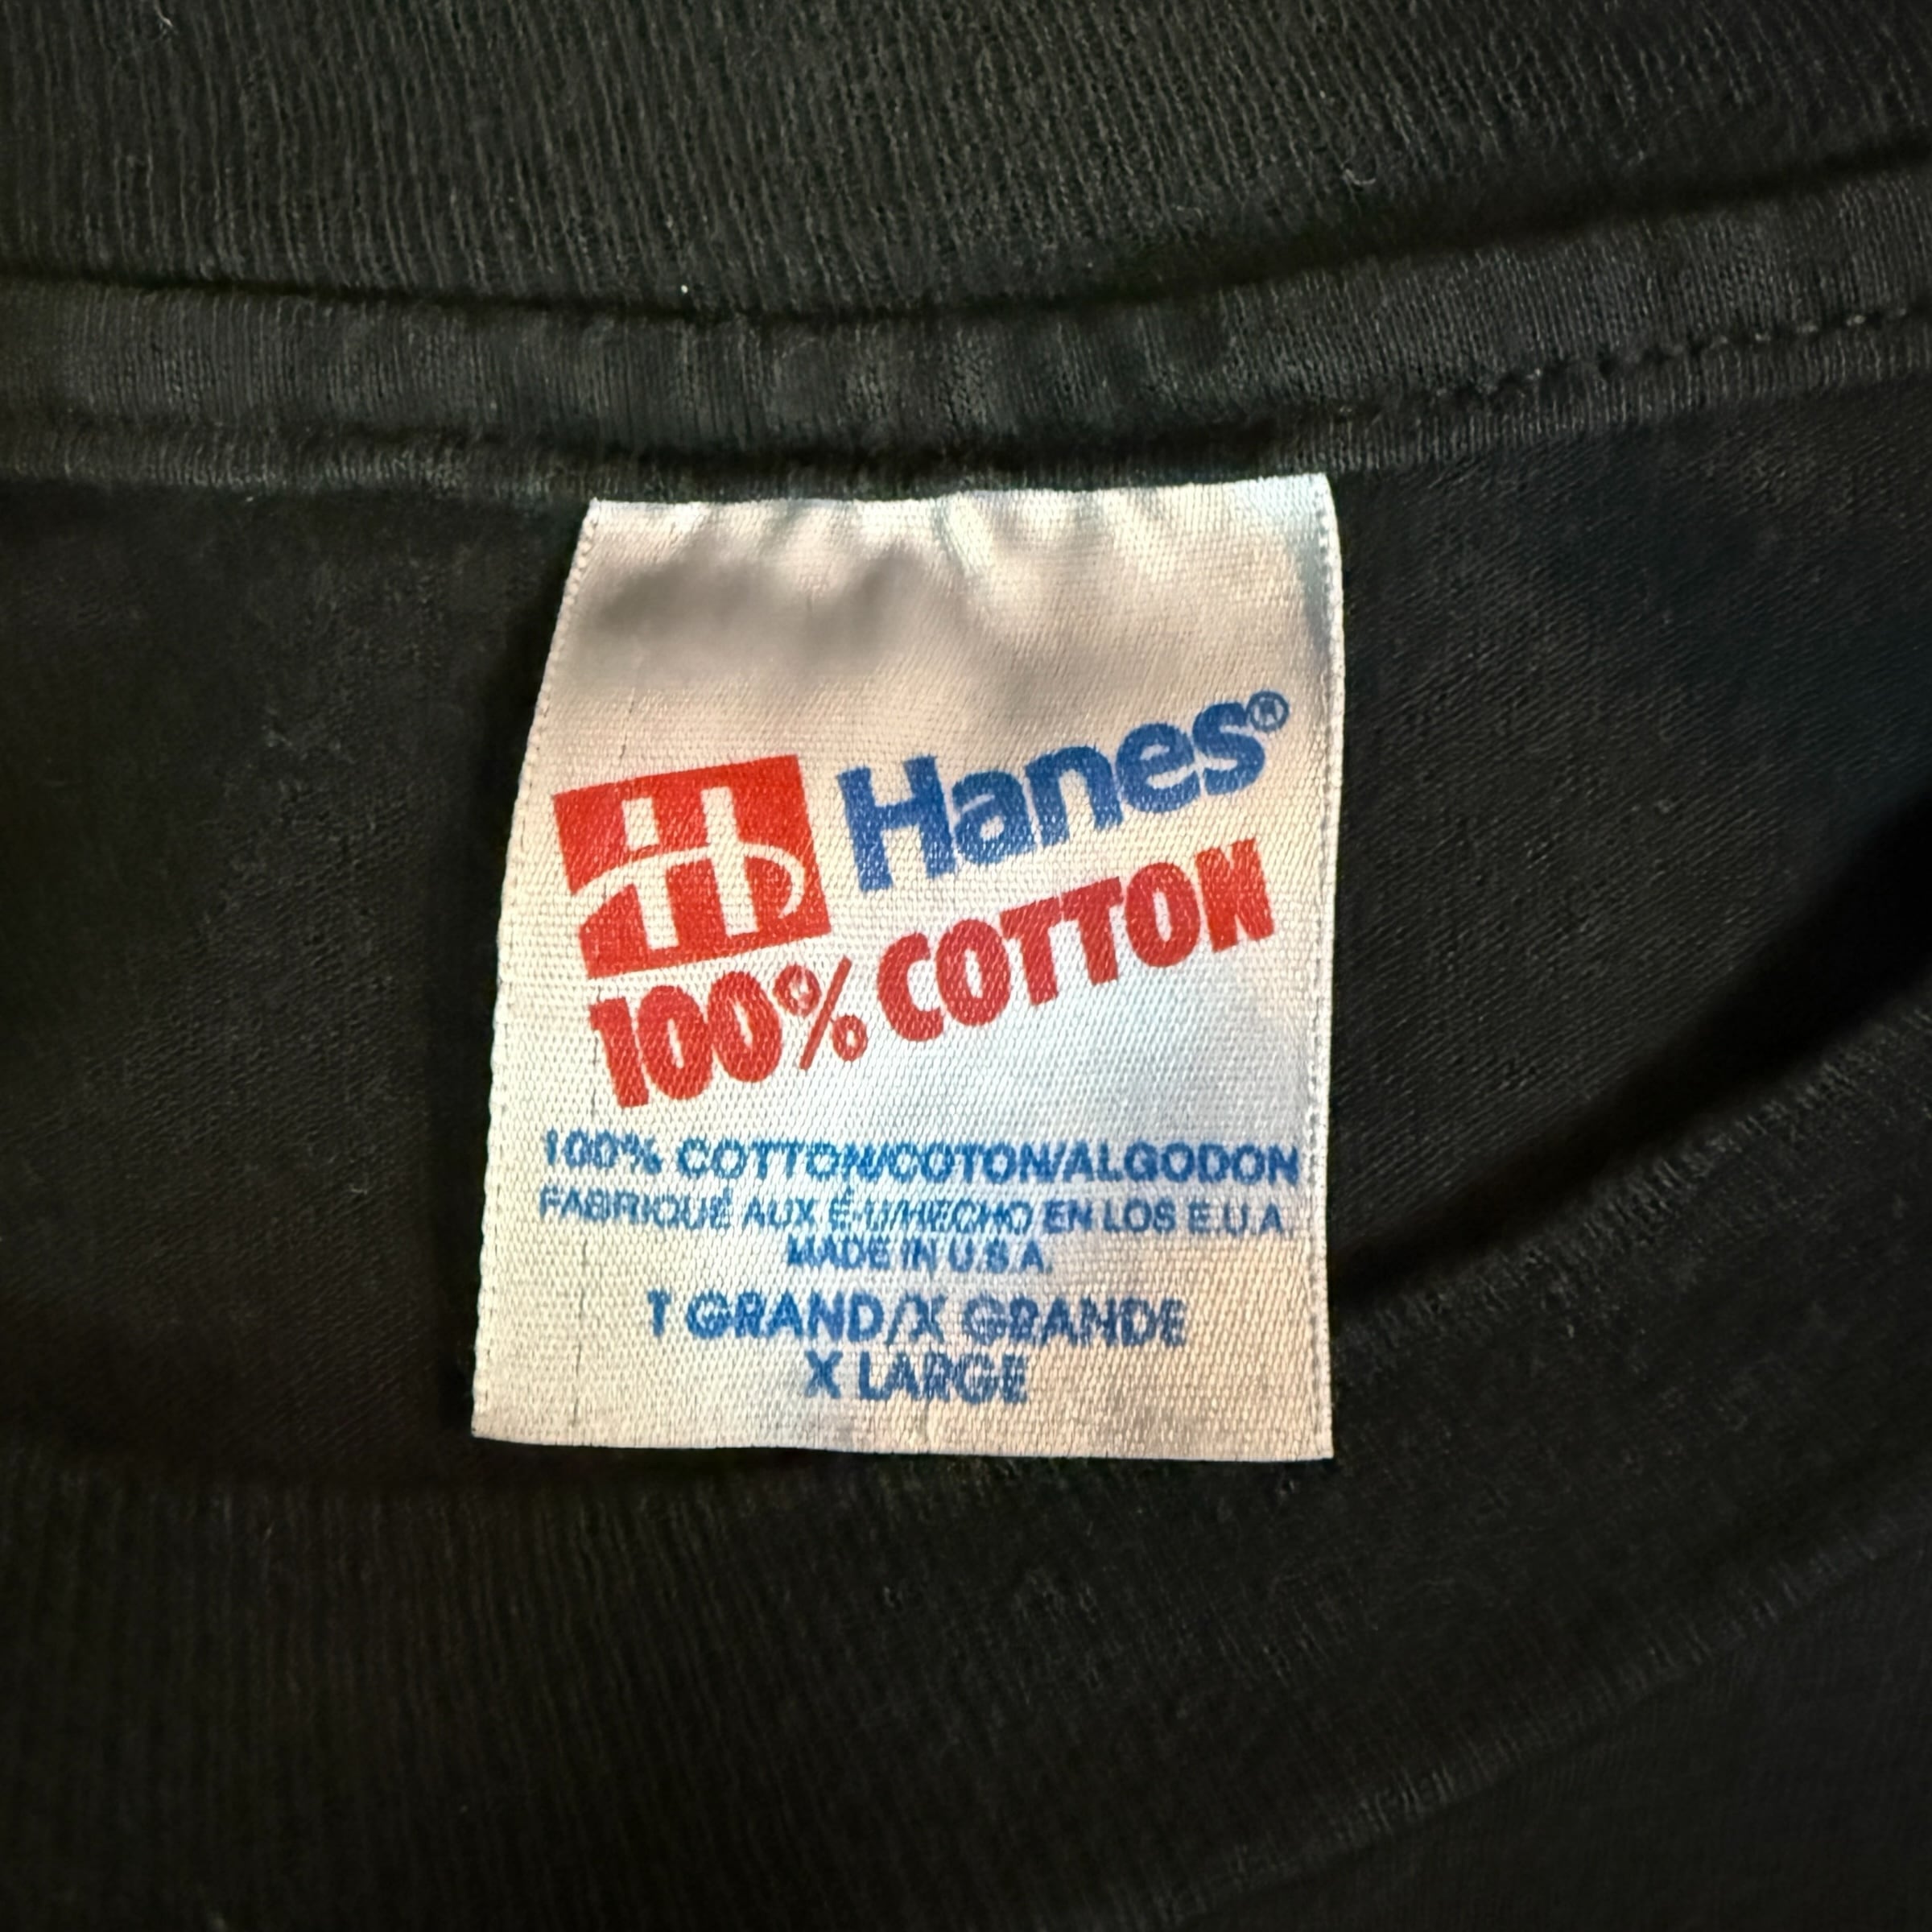 Hanes®
100% COTTON
100% COTTON/COTON/ALGODON
FABRIQUÉ AUX É-U/HECHO EN LOS E.U.A.
MADE IN U.S.A.
T GRAND/X GRANDE
X LARGE